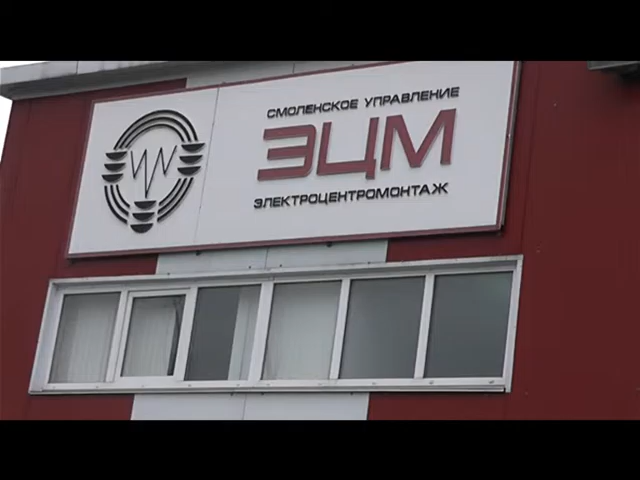 СМОЛЕНСКОЕ УПРАВЛЕНИЕ
ЭЦМ
ЭЛЕКТРОЦЕНТРОМОНТАЖ